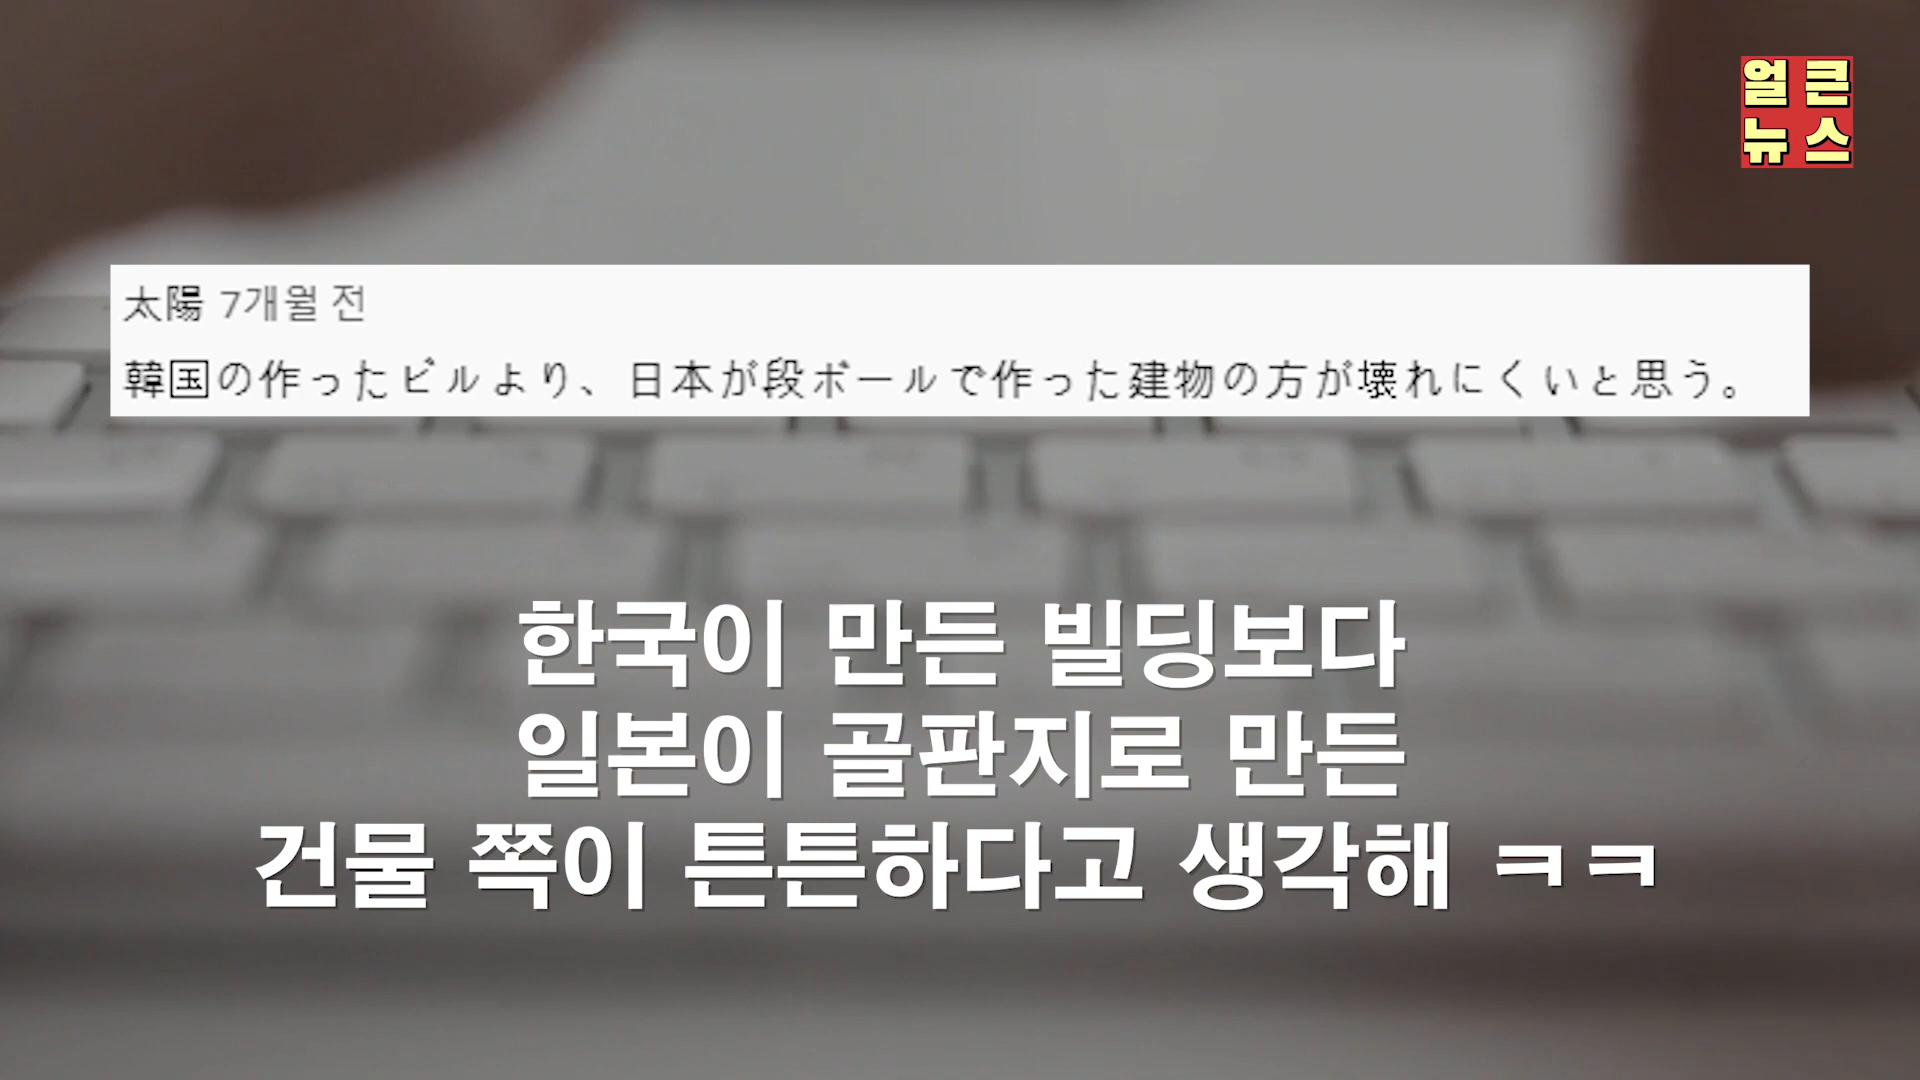 얼큰
뉴스
太陽 7개월 전
韓国の作ったビルより、日本が段ボールで作った建物の方が壊れにくいと思う。
한국이 만든 빌딩보다
일본이 골판지로 만든
건물 쪽이 튼튼하다고 생각해 ㅋㅋ